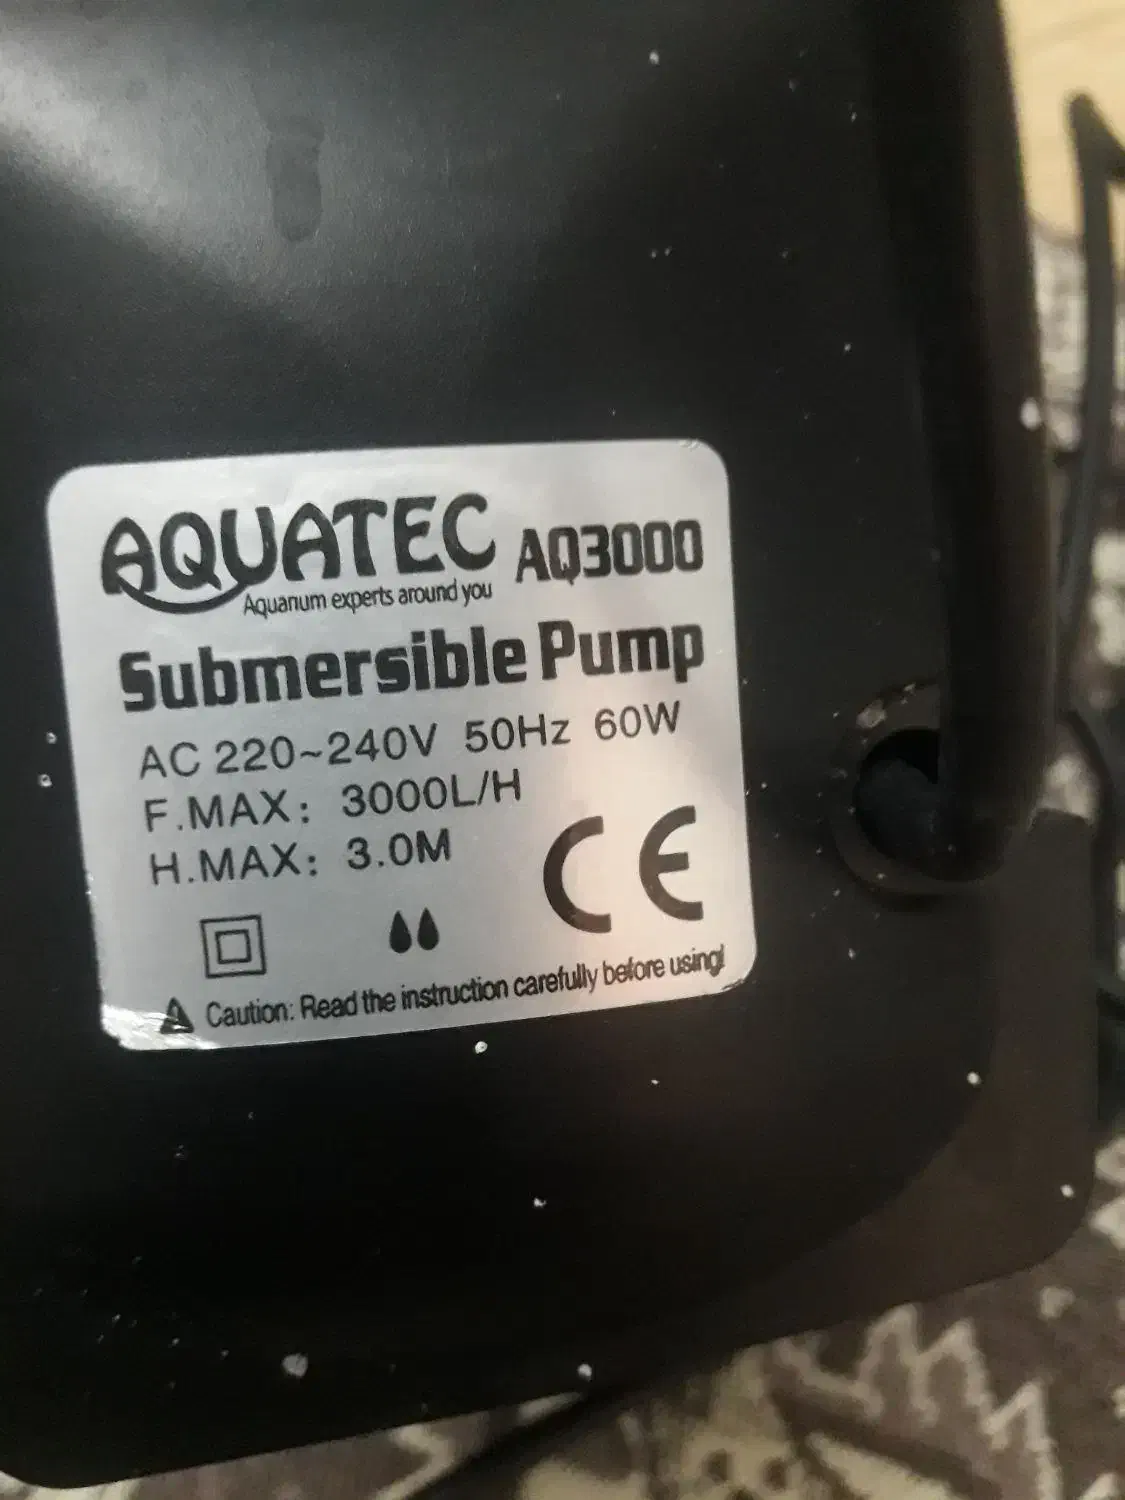 AQUATEC AQ3000
Aquarium experts around you
Submersible Pump
AC 220~240V 50Hz 60W
F.MAX: 3000L/H
H.MAX: 3.0M
CE
Caution: Read the instruction carefully before using!